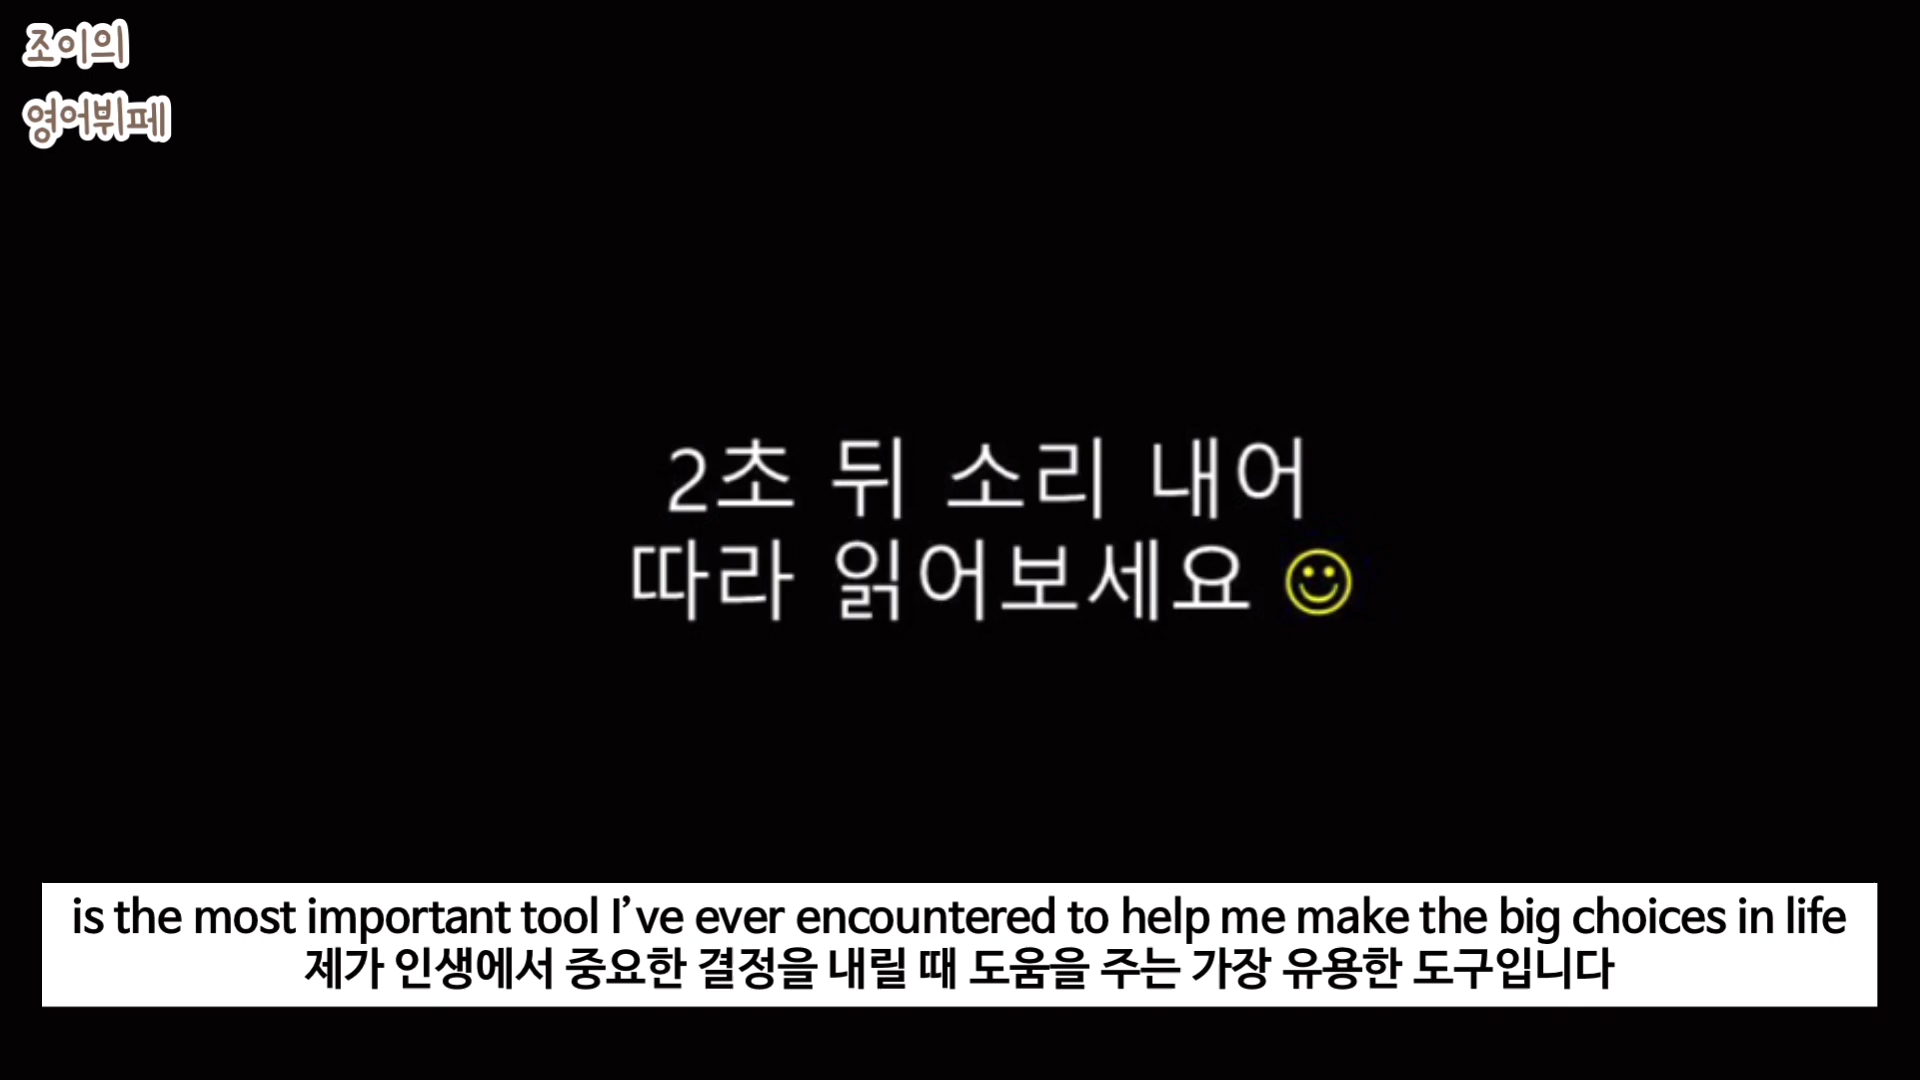 조이의
영어뷔페
2초 뒤 소리 내어
따라 읽어보세요 ☺
is the most important tool I’ve ever encountered to help me make the big choices in life
제가 인생에서 중요한 결정을 내릴 때 도움을 주는 가장 유용한 도구입니다